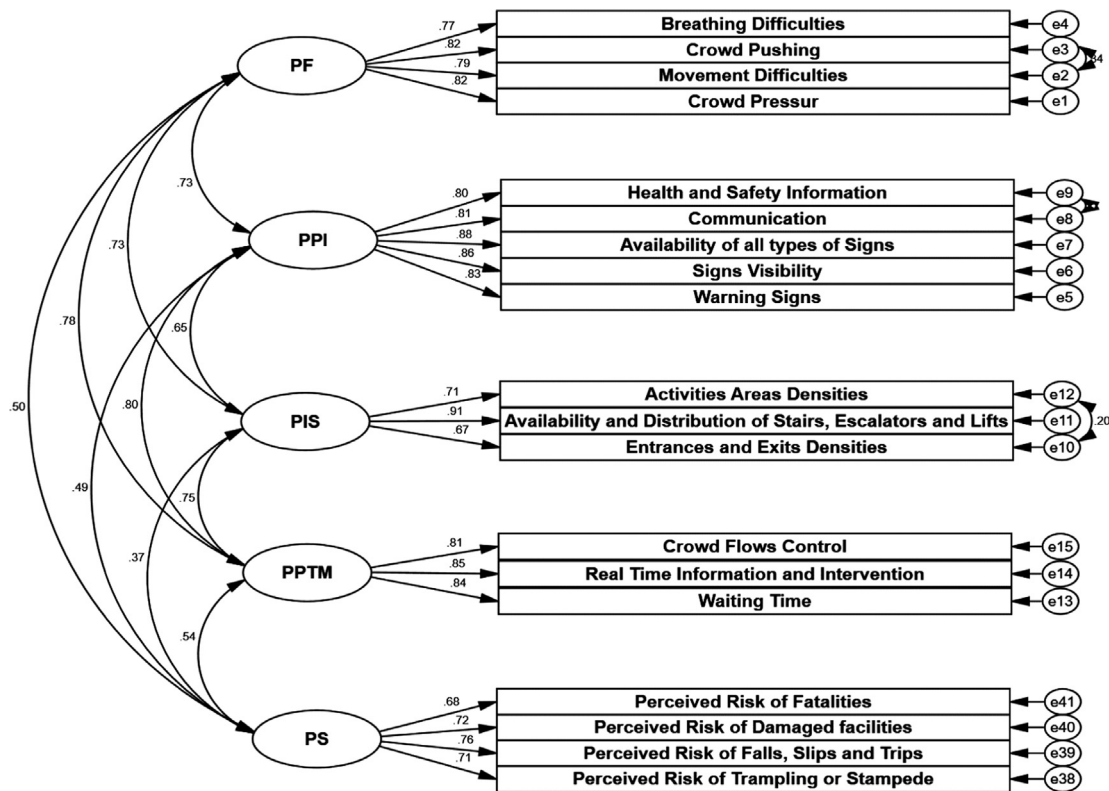 PF
.77
.82
.79
.82
Breathing Difficulties
Crowd Pushing
Movement Difficulties
Crowd Pressur
e4
e3
e2
e1
.73
PPI
.80
.81
.88
.86
.83
Health and Safety Information
Communication
Availability of all types of Signs
Signs Visibility
Warning Signs
e9
e8
e7
e6
e5
.73
.78
.65
.50
.80
PIS
.71
.91
.67
Activities Areas Densities
Availability and Distribution of Stairs, Escalators and Lifts
Entrances and Exits Densities
e12
e11
e10
.20
.49
.75
.37
PPTM
.81
.85
.84
Crowd Flows Control
Real Time Information and Intervention
Waiting Time
e15
e14
e13
.54
PS
.68
.72
.76
.71
Perceived Risk of Fatalities
Perceived Risk of Damaged facilities
Perceived Risk of Falls, Slips and Trips
Perceived Risk of Trampling or Stampede
e41
e40
e39
e38